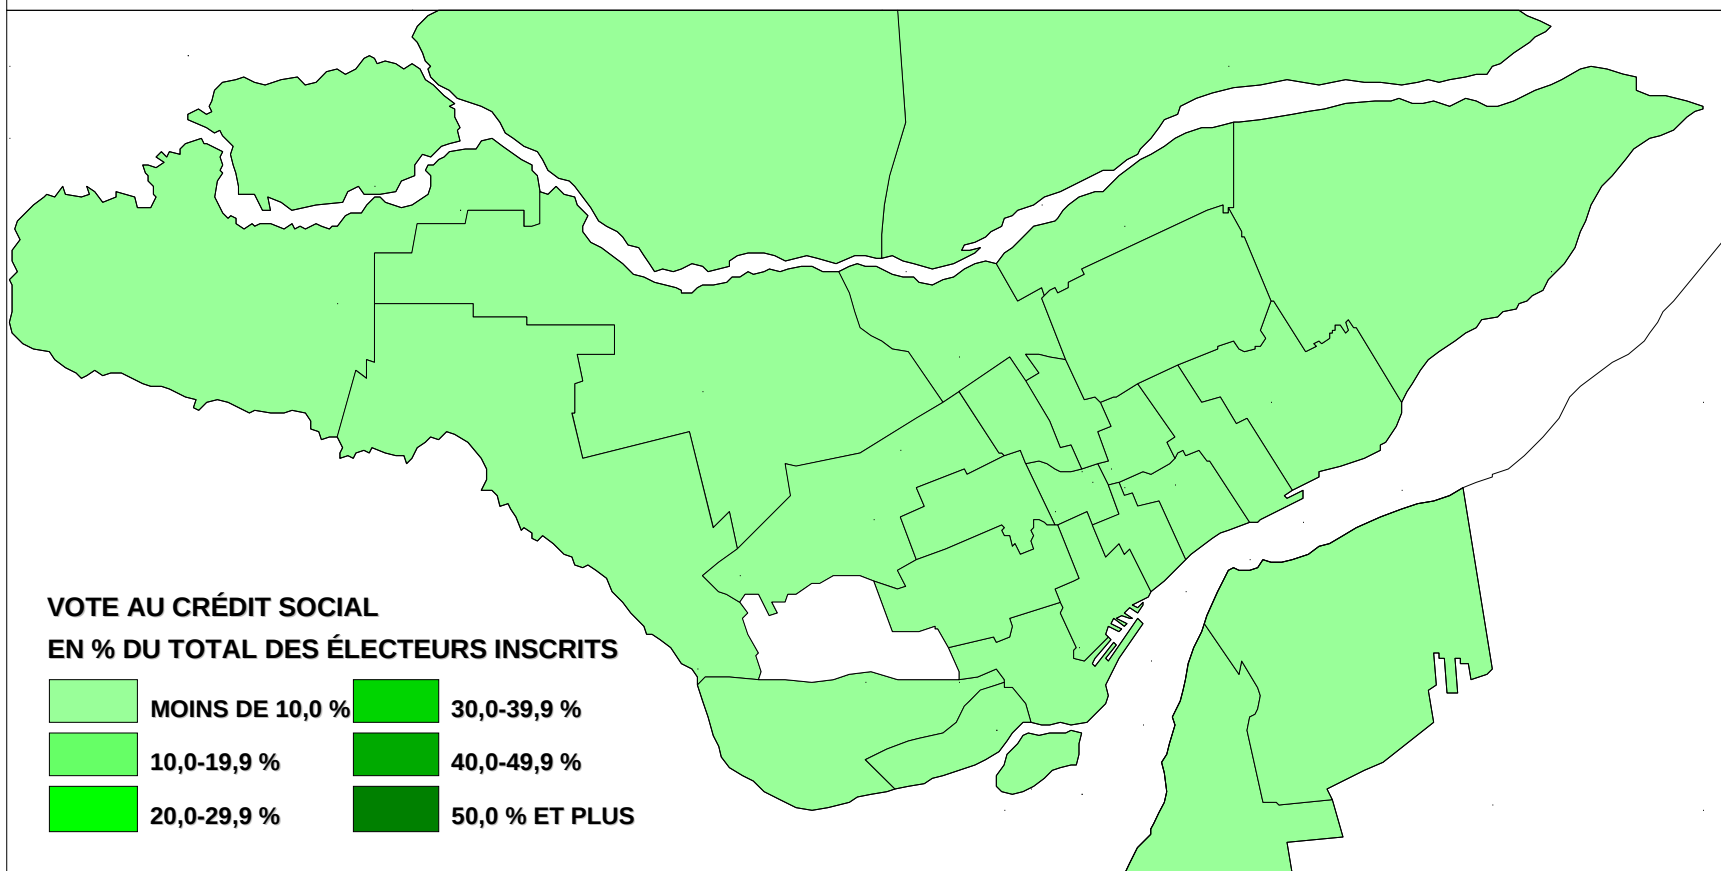 VOTE AU CRÉDIT SOCIAL
EN % DU TOTAL DES ÉLECTEURS INSCRITS
MOINS DE 10,0 %
10,0-19,9 %
20,0-29,9 %
30,0-39,9 %
40,0-49,9 %
50,0 % ET PLUS